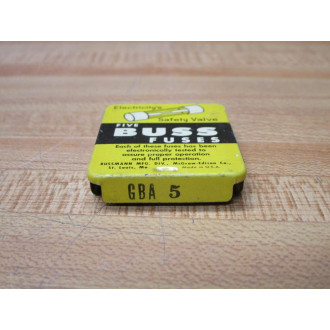 Electricity's
Safety Valve
FIVE
BUSS
FUSES
Each of these fuses has been
electronically tested to
assure proper operation
and full protection.
BUSSMANN MFG. DIV., McGraw-Edison Co.,
St. Louis, Mo. Made in U.S.A.
GBA 5